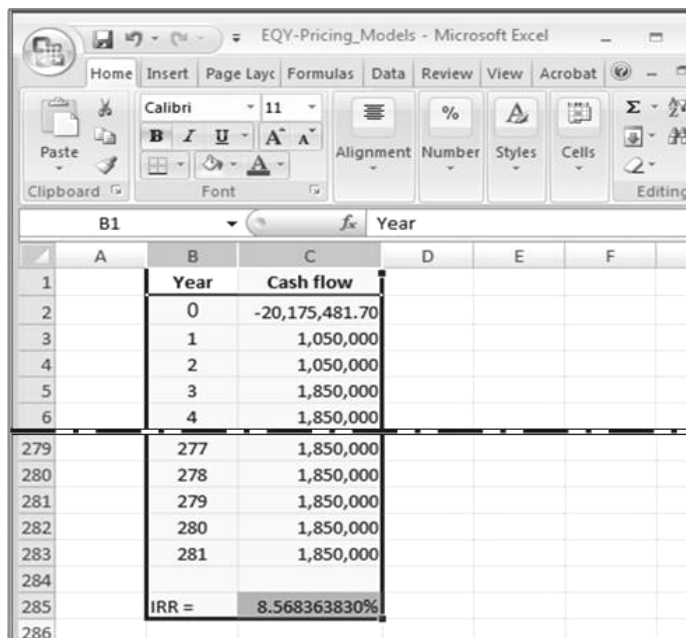 EQY-Pricing_Models - Microsoft Excel
Home Insert Page Layc Formulas Data Review View Acrobat
Paste
Calibri 11
B I U A A
Alignment Number Styles Cells
Σ
%
A
Clipboard Font Editing
B1 fx Year
A B C D E F
1 Year Cash flow
2 0 -20,175,481.70
3 1 1,050,000
4 2 1,050,000
5 3 1,850,000
6 4 1,850,000
279 277 1,850,000
280 278 1,850,000
281 279 1,850,000
282 280 1,850,000
283 281 1,850,000
284
285 IRR = 8.568363830%
286